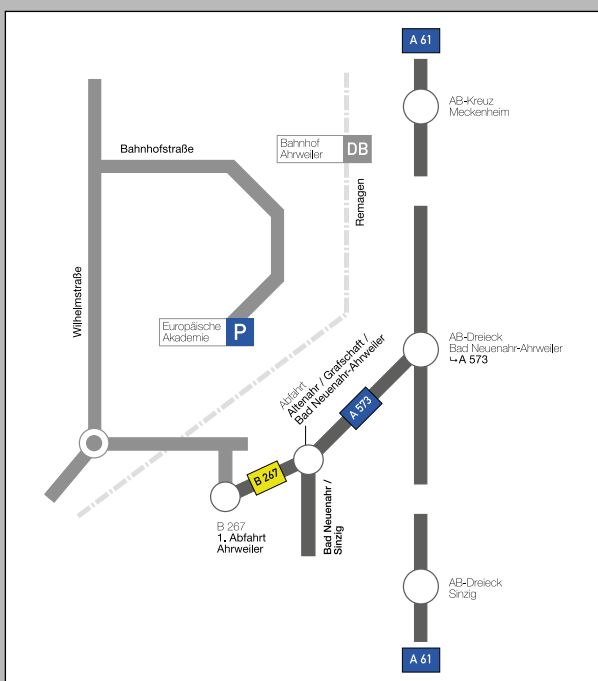 A 61
AB-Kreuz
Meckenheim
Bahnhofstraße
Bahnhof
Ahrweiler
DB
Remagen
Wilhelmstraße
Europäische
Akademie
P
AB-Dreieck
Bad Neuenahr-Ahrweiler
↳A 573
Abfahrt
Altenahr / Grafschaft /
Bad Neuenahr-Ahrweiler
A 573
B 267
B 267
1. Abfahrt
Ahrweiler
Bad Neuenahr /
Sinzig
AB-Dreieck
Sinzig
A 61